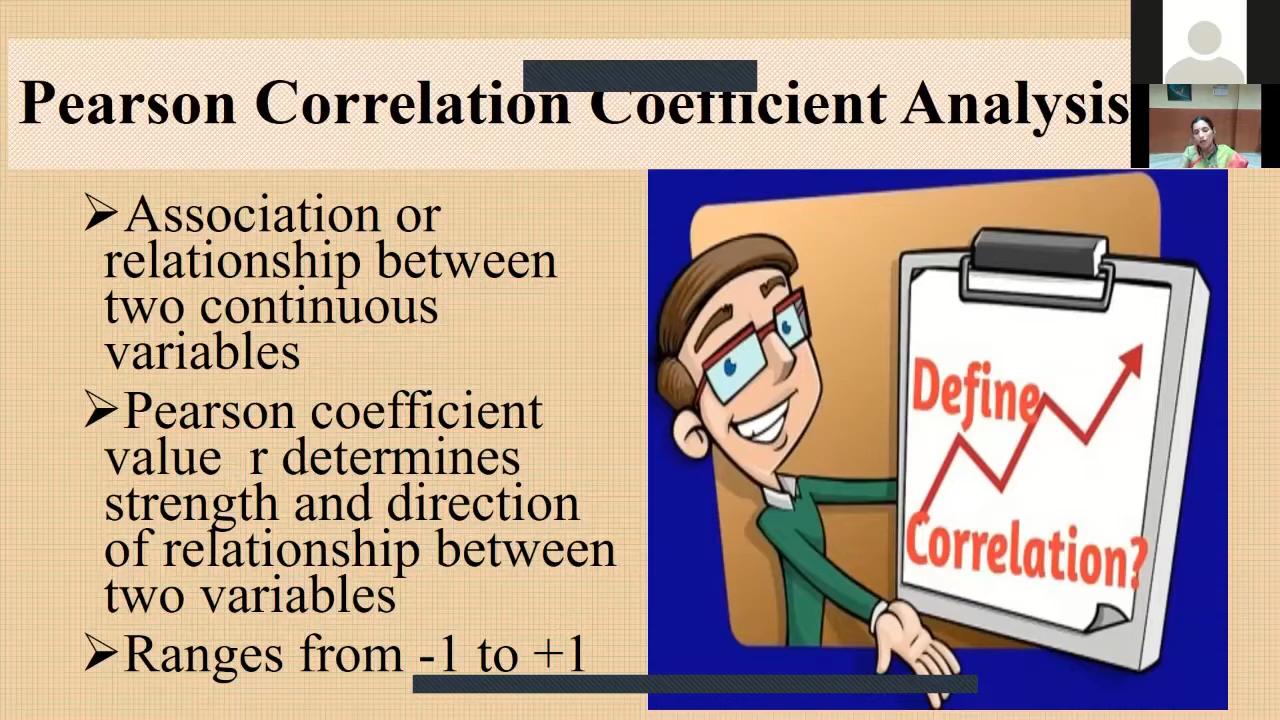 Pearson Correlation Coefficient Analysis
➢Association or
relationship between
two continuous
variables
➢Pearson coefficient
value r determines
strength and direction
of relationship between
two variables
➢Ranges from -1 to +1
Define
Correlation?